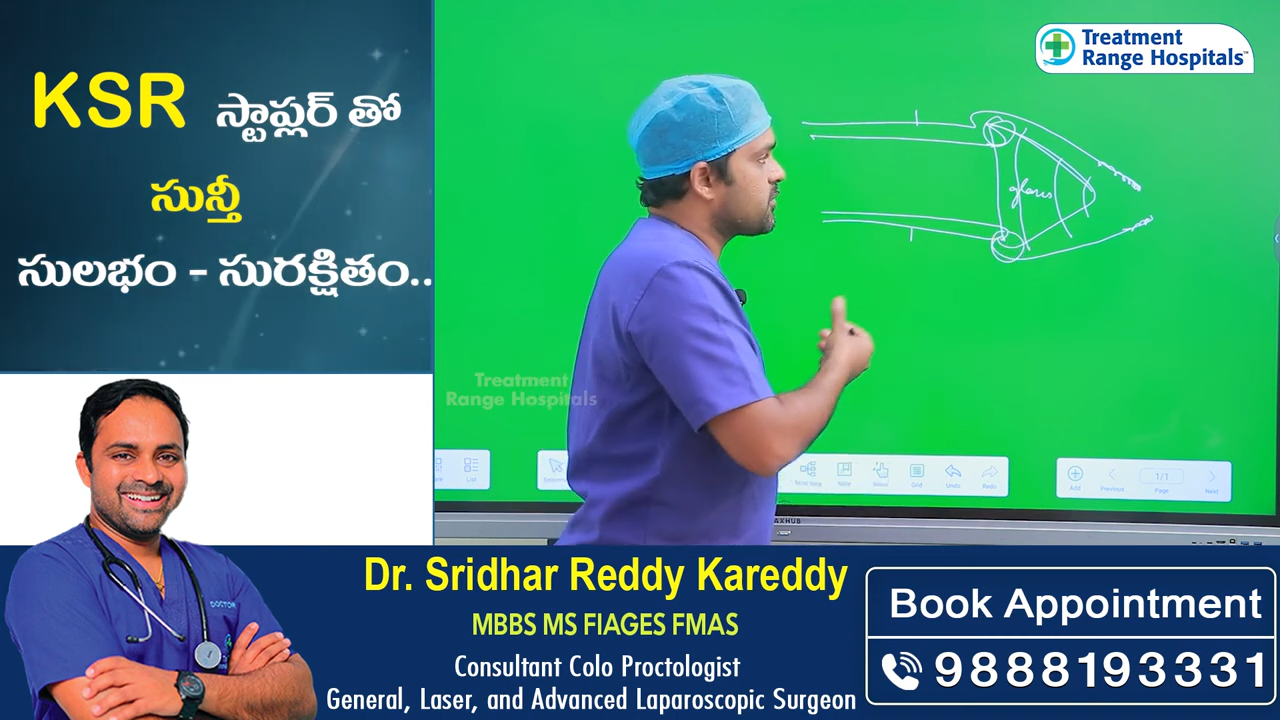 KSR స్టాప్లర్ తో
సున్తీ
సులభం - సురక్షితం..
Treatment
Range Hospitals™
glans
Treatment
Range Hospitals
List
Note
Grid
Undo
Redo
Add
Previous
1/1
Page
Next
DOCTOR
Dr. Sridhar Reddy Kareddy
MBBS MS FIAGES FMAS
Consultant Colo Proctologist
General, Laser, and Advanced Laparoscopic Surgeon
Book Appointment
9888193331